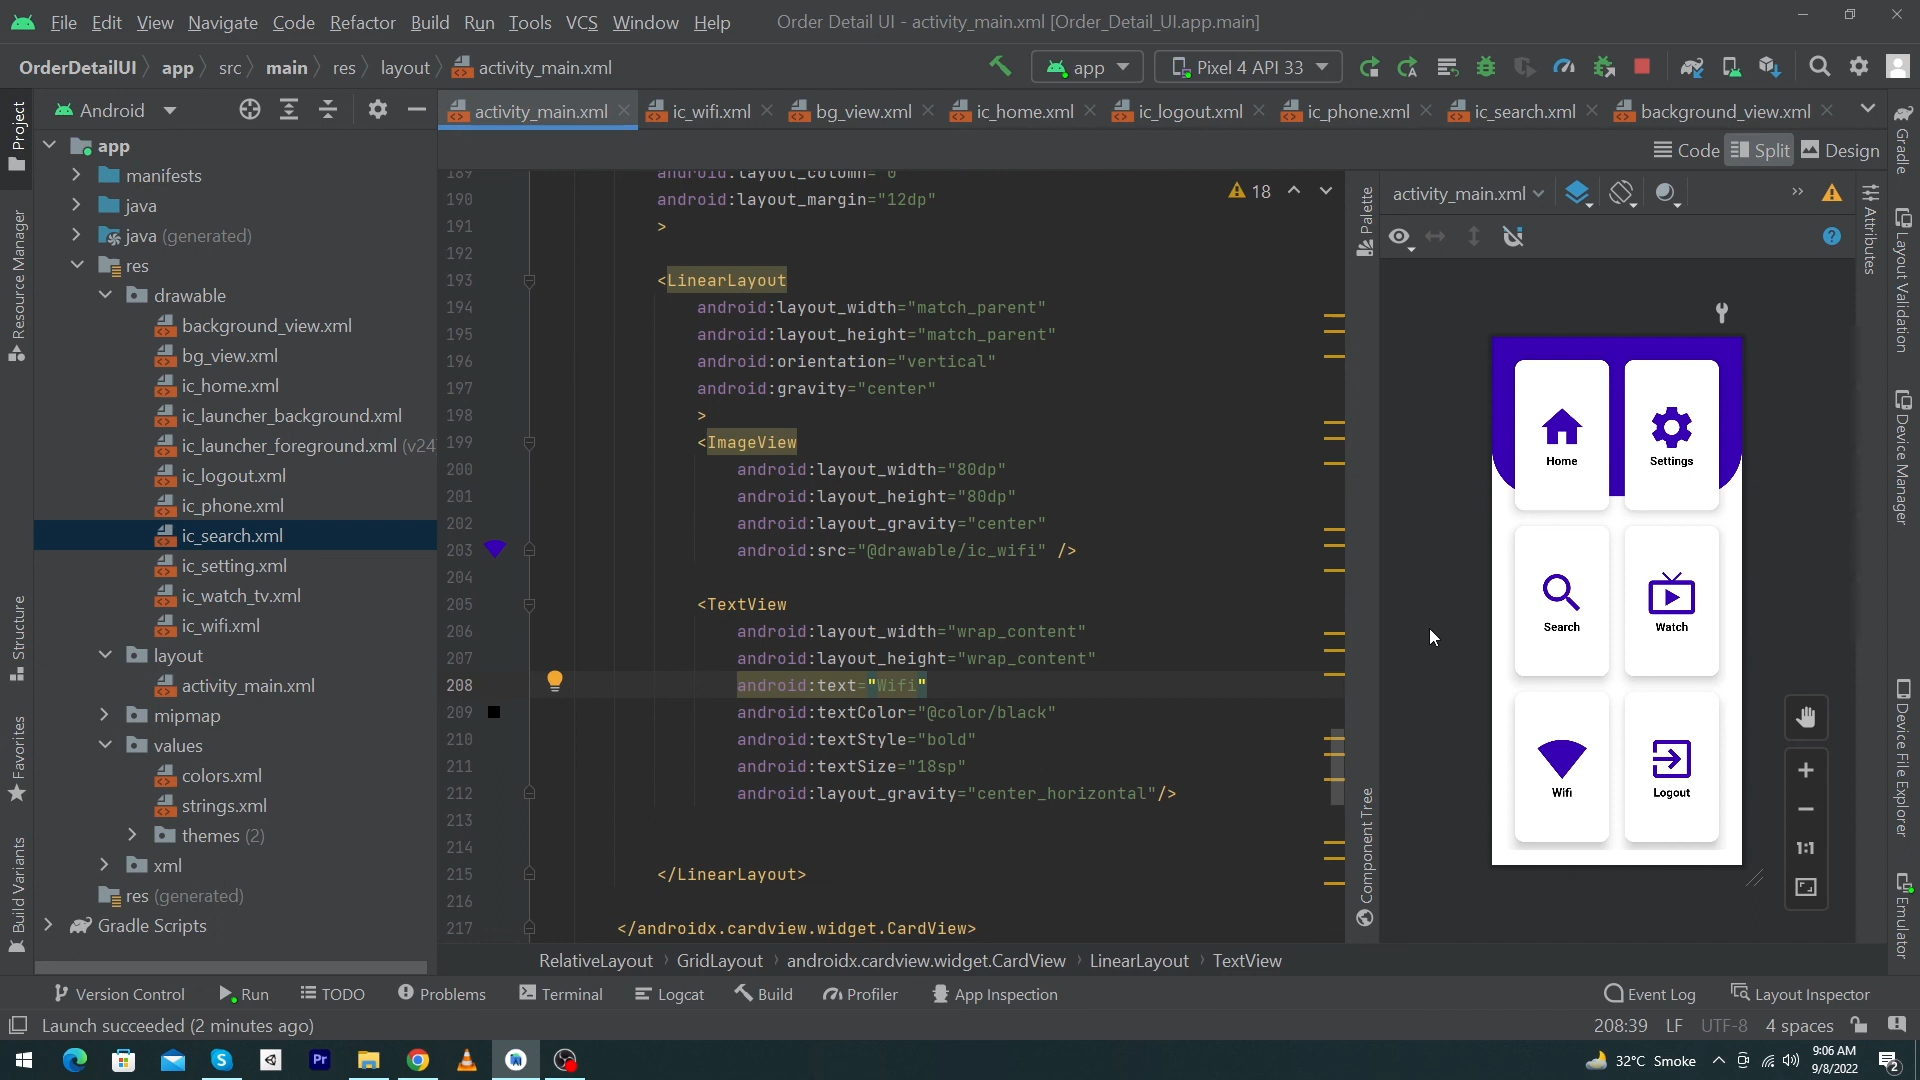 File Edit View Navigate Code Refactor Build Run Tools VCS Window Help Order Detail UI - activity_main.xml [Order_Detail_UI.app.main]
OrderDetailUI app src main res layout activity_main.xml app Pixel 4 API 33
Android activity_main.xml ic_wifi.xml bg_view.xml ic_home.xml ic_logout.xml ic_phone.xml ic_search.xml background_view.xml
Code Split Design
Project
Resource Manager
Structure
Favorites
Build Variants
app
manifests
java
java (generated)
res
drawable
background_view.xml
bg_view.xml
ic_home.xml
ic_launcher_background.xml
ic_launcher_foreground.xml (v24
ic_logout.xml
ic_phone.xml
ic_search.xml
ic_setting.xml
ic_watch_tv.xml
ic_wifi.xml
layout
activity_main.xml
mipmap
values
colors.xml
strings.xml
themes (2)
xml
res (generated)
Gradle Scripts
18
189 android:layout_column="0"
190 android:layout_margin="12dp"
191 >
192
193 <LinearLayout
194 android:layout_width="match_parent"
195 android:layout_height="match_parent"
196 android:orientation="vertical"
197 android:gravity="center"
198 >
199 <ImageView
200 android:layout_width="80dp"
201 android:layout_height="80dp"
202 android:layout_gravity="center"
203 android:src="@drawable/ic_wifi" />
204
205 <TextView
206 android:layout_width="wrap_content"
207 android:layout_height="wrap_content"
208 android:text="Wifi"
209 android:textColor="@color/black"
210 android:textStyle="bold"
211 android:textSize="18sp"
212 android:layout_gravity="center_horizontal"/>
213
214
215 </LinearLayout>
216
217 </androidx.cardview.widget.CardView>
RelativeLayout GridLayout androidx.cardview.widget.CardView LinearLayout TextView
Palette
Component Tree
activity_main.xml
Home Settings
Search Watch
Wifi Logout
1:1
Attributes
Gradle
Layout Validation
Device Manager
Device File Explorer
Emulator
Version Control Run TODO Problems Terminal Logcat Build Profiler App Inspection Event Log Layout Inspector
Launch succeeded (2 minutes ago) 208:39 LF UTF-8 4 spaces
32°C Smoke 9:06 AM
9/8/2022
2
Pr